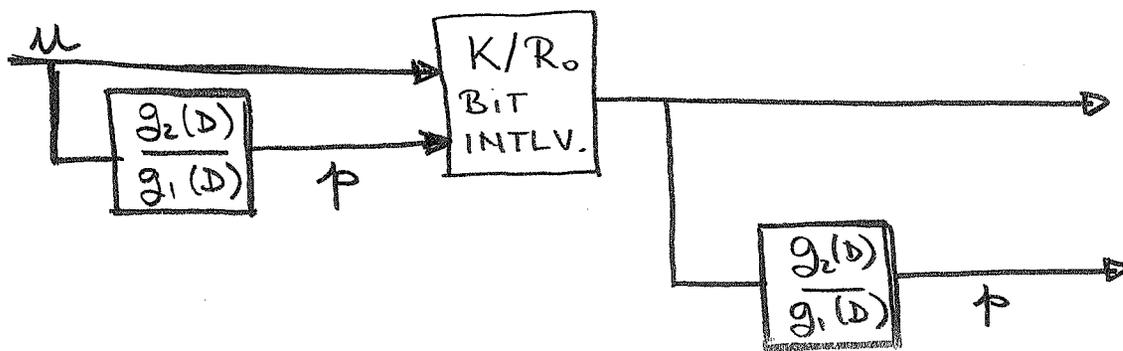 u
K/R₀
BIT
INTLV.
g₂(D)
g₁(D)
p
g₂(D)
g₁(D)
p